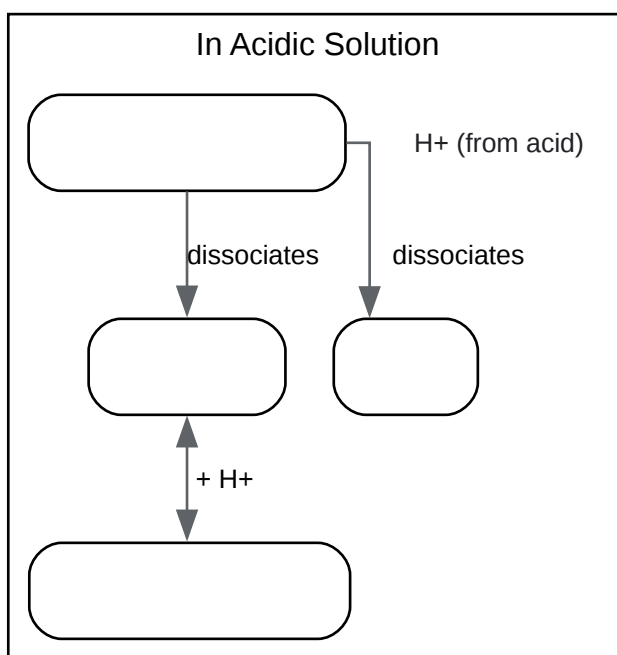 In Acidic Solution
H+ (from acid)
dissociates
dissociates
+ H+